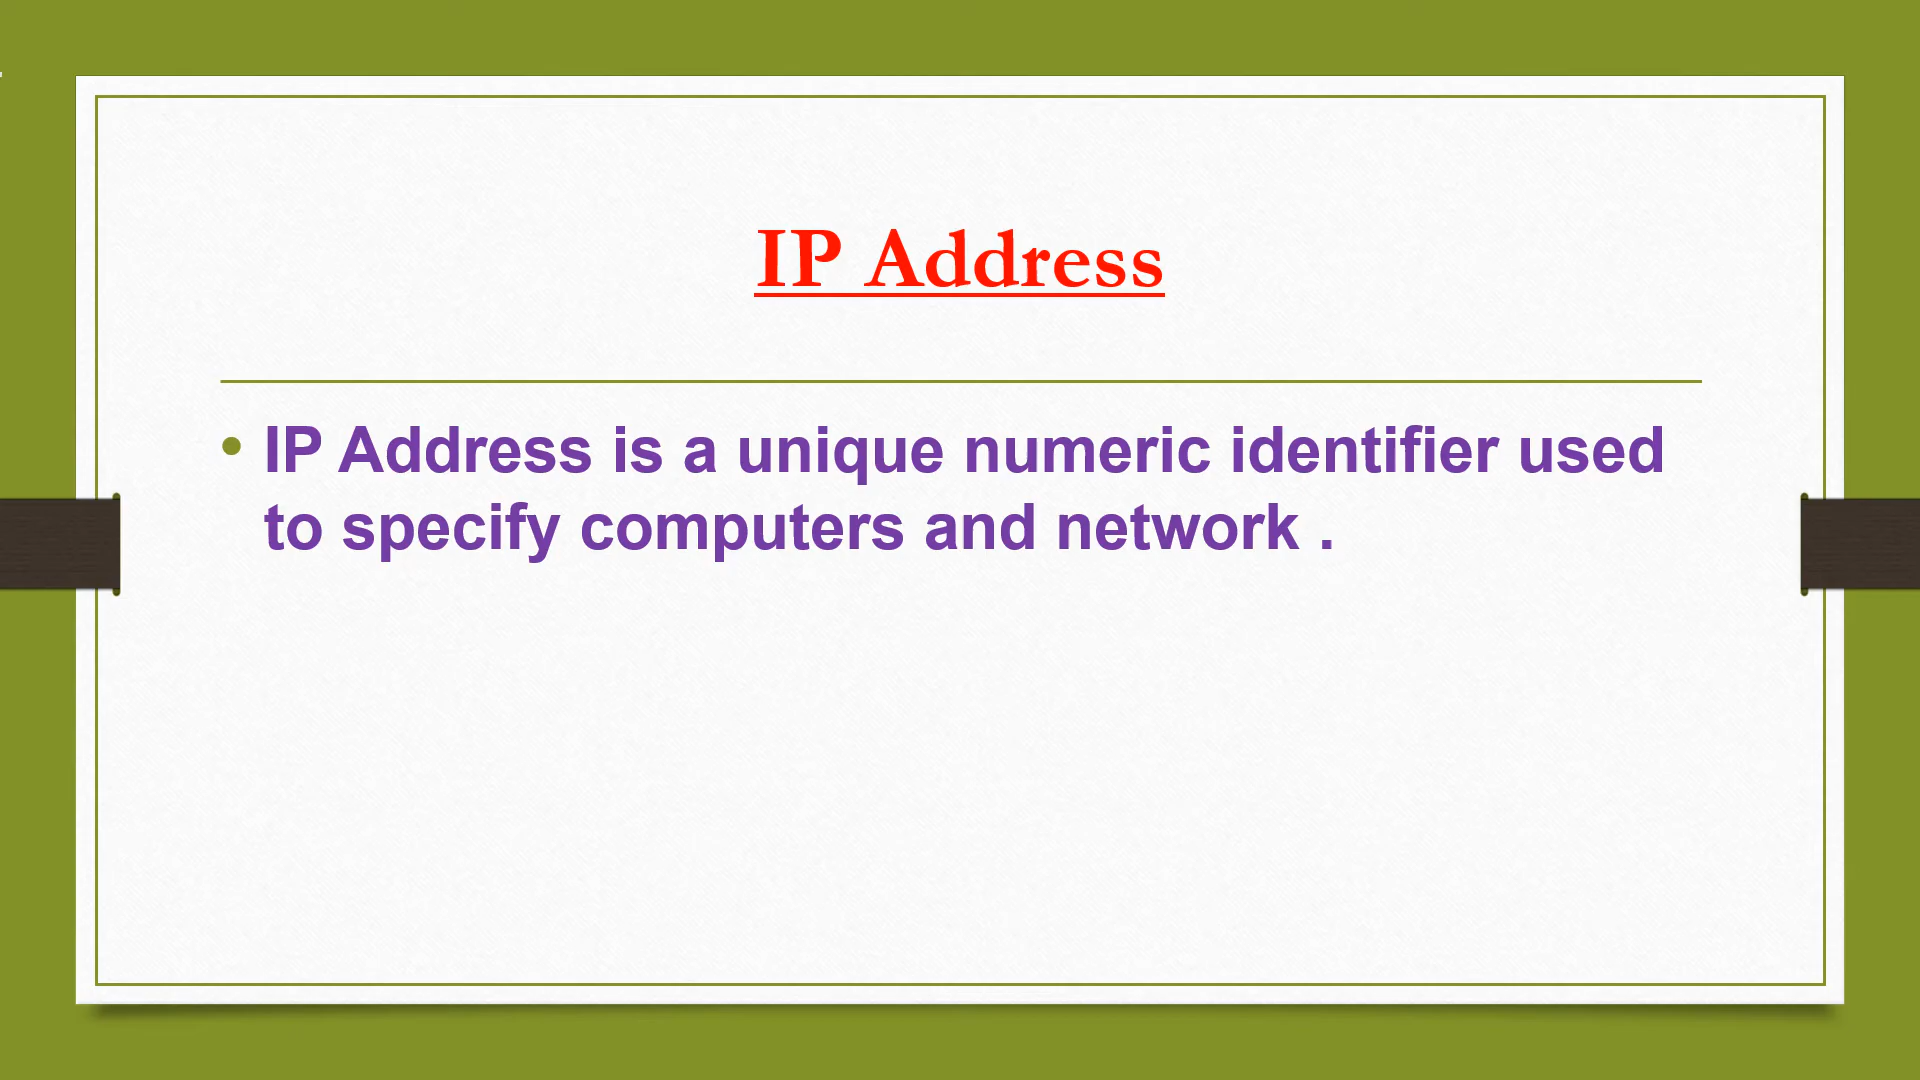 IP Address
• IP Address is a unique numeric identifier used
to specify computers and network .